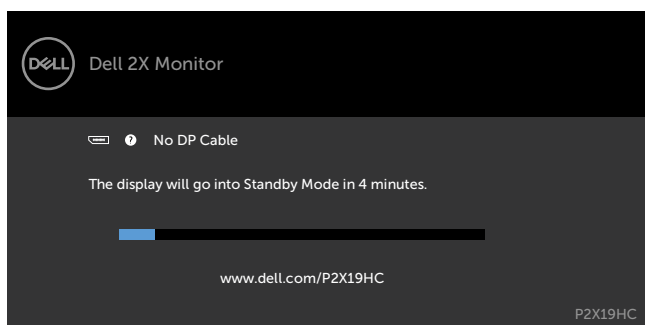 DELL
Dell 2X Monitor
? No DP Cable
The display will go into Standby Mode in 4 minutes.
www.dell.com/P2X19HC
P2X19HC